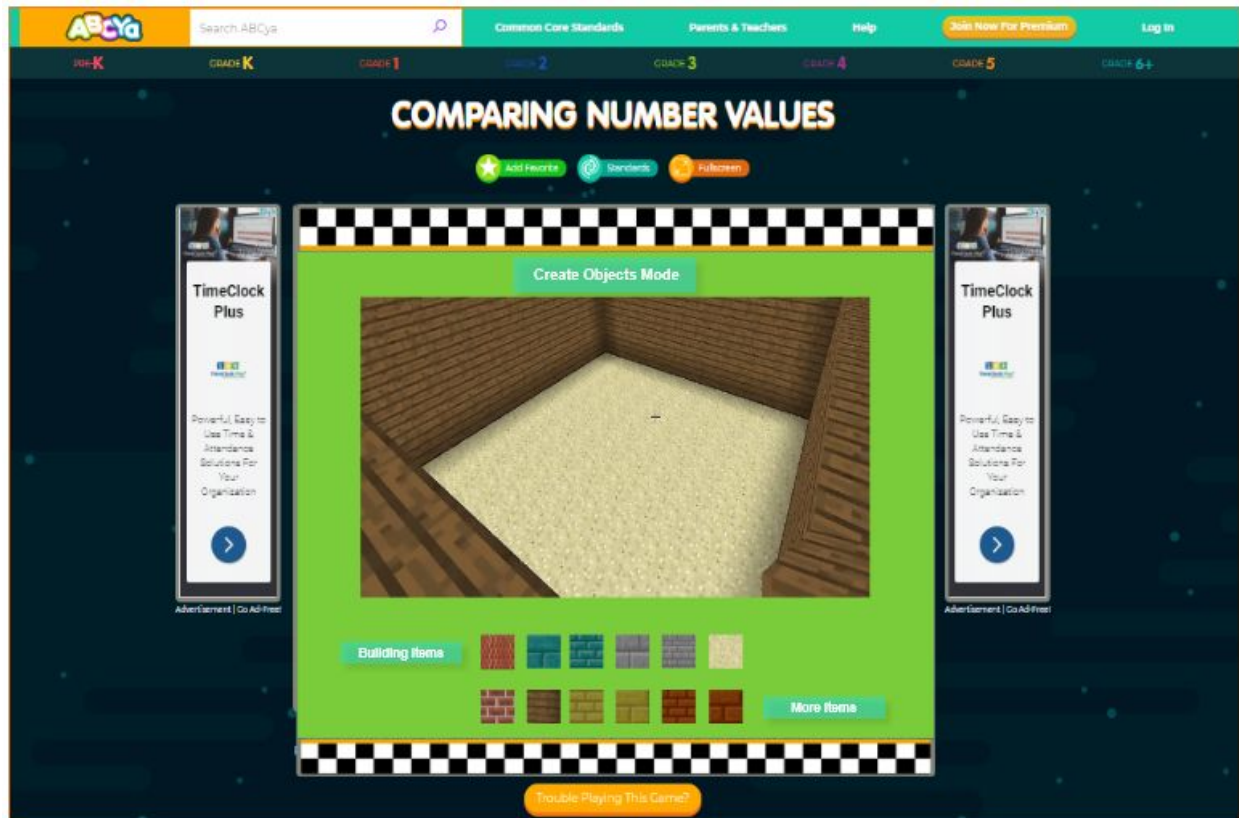 ABCYa
Search ABCya
Common Core Standards
Parents & Teachers
Help
Join Now For Premium
Log In
PRE-K
GRADE K
GRADE 1
GRADE 2
GRADE 3
GRADE 4
GRADE 5
GRADE 6+
COMPARING NUMBER VALUES
Add Favorite
Standards
Fullscreen
TimeClock
Plus
Powerful, Easy to
Use Time &
Attendance
Solutions For
Your
Organization
Advertisement | Go Ad-Free!
Create Objects Mode
Building Items
More Items
TimeClock
Plus
Powerful, Easy to
Use Time &
Attendance
Solutions For
Your
Organization
Advertisement | Go Ad-Free!
Trouble Playing This Game?